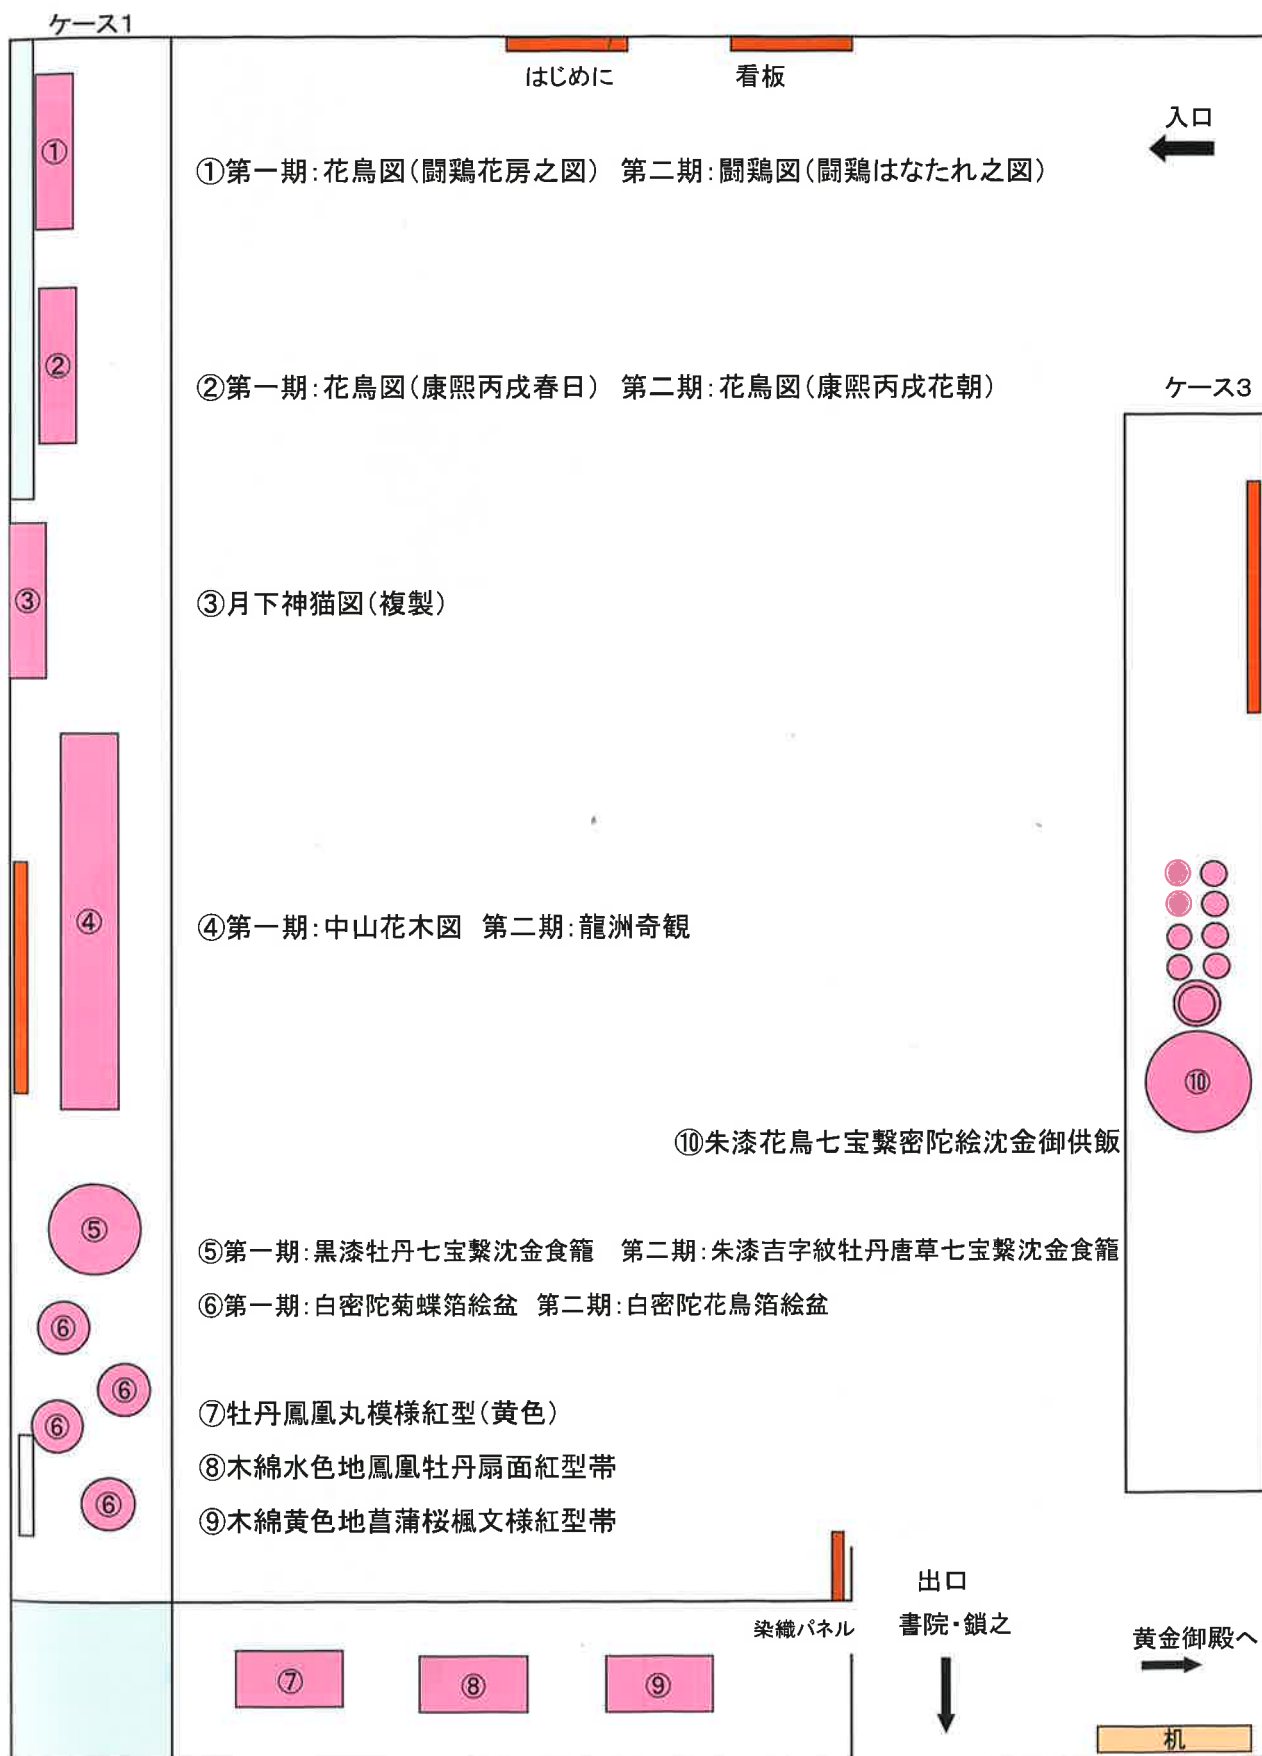 ケース1
はじめに
看板
入口
①
①第一期:花鳥図(闘鶏花房之図) 第二期:闘鶏図(闘鶏はなたれ之図)
②
②第一期:花鳥図(康熙丙戌春日) 第二期:花鳥図(康熙丙戌花朝)
ケース3
③
③月下神猫図(複製)
④
④第一期:中山花木図 第二期:龍洲奇観
⑩
⑩朱漆花鳥七宝繋密陀絵沈金御供飯
⑤
⑤第一期:黒漆牡丹七宝繋沈金食籠 第二期:朱漆吉字紋牡丹唐草七宝繋沈金食籠
⑥
⑥第一期:白密陀菊蝶箔絵盆 第二期:白密陀花鳥箔絵盆
⑥
⑥
⑥
⑦牡丹鳳凰丸模様紅型(黄色)
⑧木綿水色地鳳凰牡丹扇面紅型帯
⑨木綿黄色地菖蒲桜楓文様紅型帯
出口
書院・鎖之
染織パネル
黄金御殿へ
⑦
⑧
⑨
机